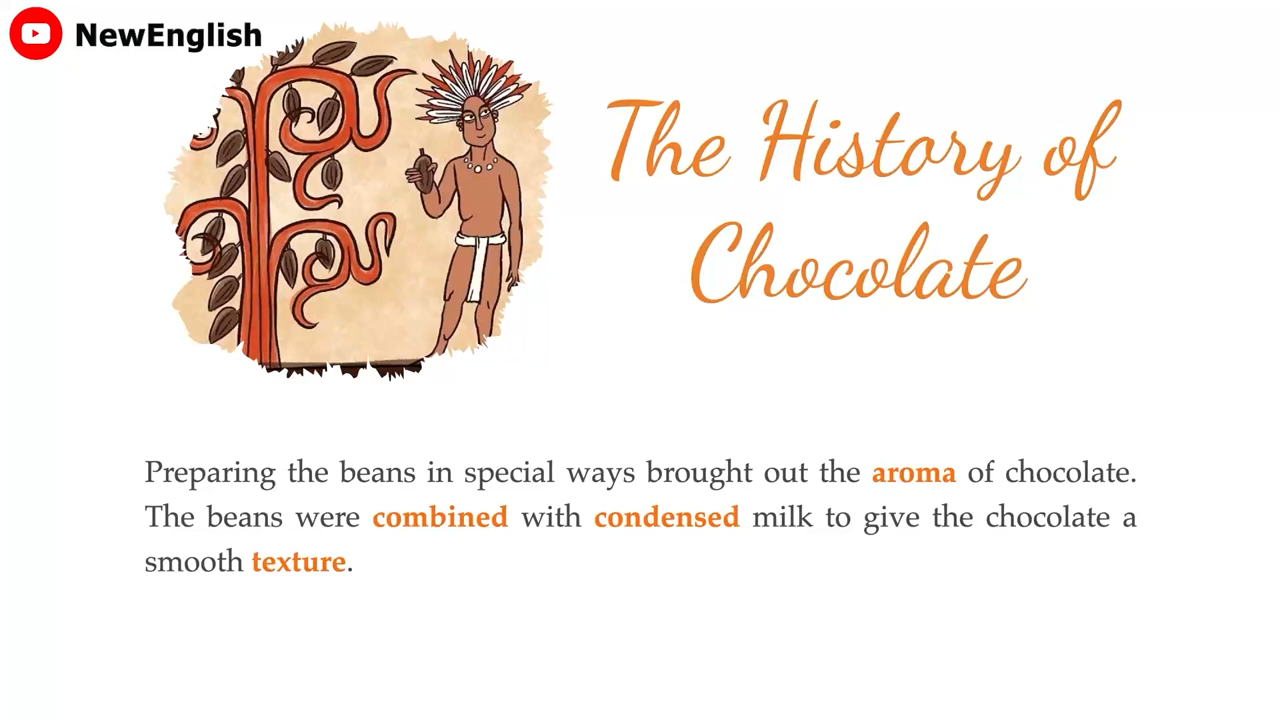 NewEnglish
The History of
Chocolate
Preparing the beans in special ways brought out the aroma of chocolate.
The beans were combined with condensed milk to give the chocolate a
smooth texture.